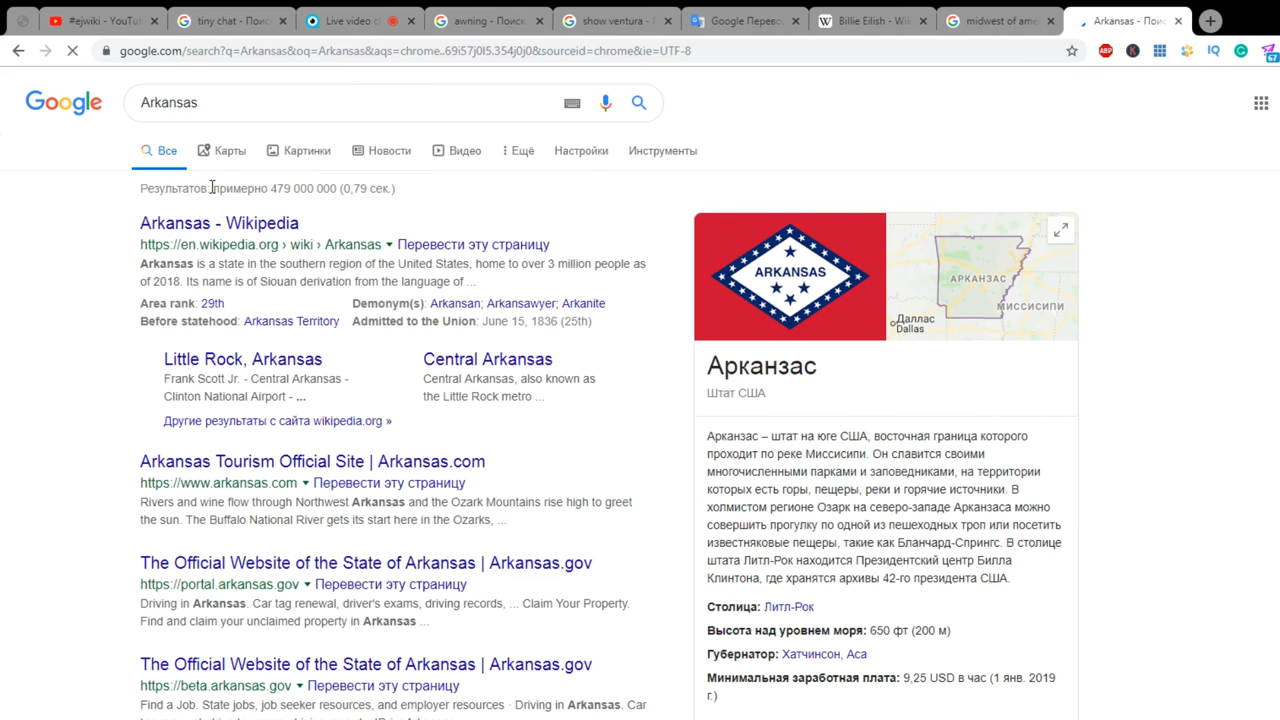 #ejwiki - YouTu
tiny chat - Поис
Live video c
awning - Поиск
show ventura - П
Google Перево
Billie Eilish - Wik
midwest of ame
Arkansas - Пои
google.com/search?q=Arkansas&oq=Arkansas&aqs=chrome..69i57j0l5.354j0j0&sourceid=chrome&ie=UTF-8
ABP
K
IQ
G
67
Google
Arkansas
Все
Карты
Картинки
Новости
Видео
Ещё
Настройки
Инструменты
Результатов: примерно 479 000 000 (0,79 сек.)
Arkansas - Wikipedia
https://en.wikipedia.org › wiki › Arkansas ▾ Перевести эту страницу
Arkansas is a state in the southern region of the United States, home to over 3 million people as
of 2018. Its name is of Siouan derivation from the language of ...
Area rank: 29th
Demonym(s): Arkansan; Arkansawyer; Arkanite
Before statehood: Arkansas Territory
Admitted to the Union: June 15, 1836 (25th)
Little Rock, Arkansas
Frank Scott Jr. - Central Arkansas -
Clinton National Airport - ...
Central Arkansas
Central Arkansas, also known as
the Little Rock metro ...
Другие результаты с сайта wikipedia.org »
Arkansas Tourism Official Site | Arkansas.com
https://www.arkansas.com ▾ Перевести эту страницу
Rivers and wine flow through Northwest Arkansas and the Ozark Mountains rise high to greet
the sun. The Buffalo National River gets its start here in the Ozarks, ...
The Official Website of the State of Arkansas | Arkansas.gov
https://portal.arkansas.gov ▾ Перевести эту страницу
Driving in Arkansas. Car tag renewal, driver's exams, driving records, ... Claim Your Property.
Find and claim your unclaimed property in Arkansas ...
The Official Website of the State of Arkansas | Arkansas.gov
https://beta.arkansas.gov ▾ Перевести эту страницу
Find a Job. State jobs, job seeker resources, and employer resources · Driving in Arkansas. Car
ARKANSAS
АРКАНЗАС
МИССИСИПИ
Даллас
Dallas
Арканзас
Штат США
Арканзас – штат на юге США, восточная граница которого
проходит по реке Миссисипи. Он славится своими
многочисленными парками и заповедниками, на территории
которых есть горы, пещеры, реки и горячие источники. В
холмистом регионе Озарк на северо-западе Арканзаса можно
совершить прогулку по одной из пешеходных троп или посетить
известняковые пещеры, такие как Бланчард-Спрингс. В столице
штата Литл-Рок находится Президентский центр Билла
Клинтона, где хранятся архивы 42-го президента США.
Столица: Литл-Рок
Высота над уровнем моря: 650 фт (200 м)
Губернатор: Хатчинсон, Аса
Минимальная заработная плата: 9,25 USD в час (1 янв. 2019
г.)